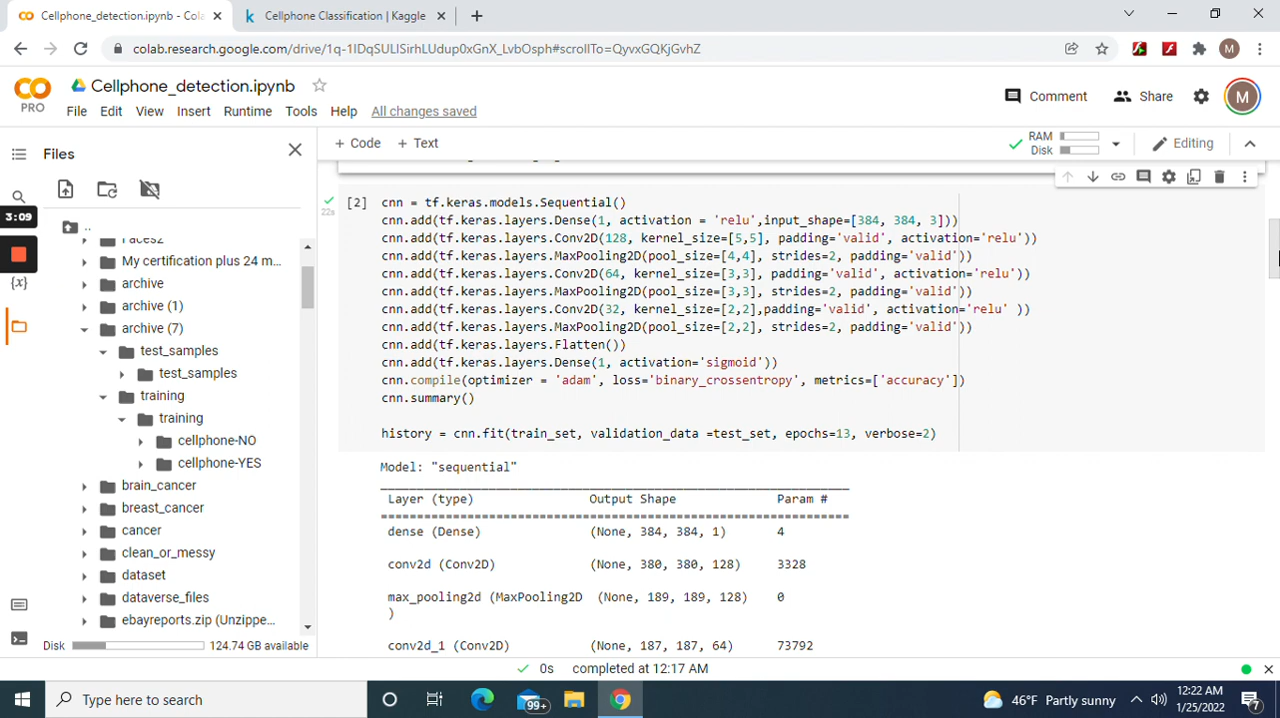 Cellphone_detection.ipynb - Cola
Cellphone Classification | Kaggle
colab.research.google.com/drive/1q-1IDqSULISirhLUdup0xGnX_LvbOsph#scrollTo=QyvxGQKjGvhZ
M
PRO
Cellphone_detection.ipynb
File Edit View Insert Runtime Tools Help All changes saved
Comment
Share
M
Files
+ Code + Text
RAM
Disk
Editing
3:09
{x}
..
Faces2
My certification plus 24 m...
archive
archive (1)
archive (7)
test_samples
test_samples
training
training
cellphone-NO
cellphone-YES
brain_cancer
breast_cancer
cancer
clean_or_messy
dataset
dataverse_files
ebayreports.zip (Unzippe...
Disk 124.74 GB available
[2]
22s
cnn = tf.keras.models.Sequential()
cnn.add(tf.keras.layers.Dense(1, activation = 'relu',input_shape=[384, 384, 3]))
cnn.add(tf.keras.layers.Conv2D(128, kernel_size=[5,5], padding='valid', activation='relu'))
cnn.add(tf.keras.layers.MaxPooling2D(pool_size=[4,4], strides=2, padding='valid'))
cnn.add(tf.keras.layers.Conv2D(64, kernel_size=[3,3], padding='valid', activation='relu'))
cnn.add(tf.keras.layers.MaxPooling2D(pool_size=[3,3], strides=2, padding='valid'))
cnn.add(tf.keras.layers.Conv2D(32, kernel_size=[2,2],padding='valid', activation='relu' ))
cnn.add(tf.keras.layers.MaxPooling2D(pool_size=[2,2], strides=2, padding='valid'))
cnn.add(tf.keras.layers.Flatten())
cnn.add(tf.keras.layers.Dense(1, activation='sigmoid'))
cnn.compile(optimizer = 'adam', loss='binary_crossentropy', metrics=['accuracy'])
cnn.summary()
history = cnn.fit(train_set, validation_data =test_set, epochs=13, verbose=2)
Model: "sequential"
Layer (type) Output Shape Param #
dense (Dense) (None, 384, 384, 1) 4
conv2d (Conv2D) (None, 380, 380, 128) 3328
max_pooling2d (MaxPooling2D (None, 189, 189, 128) 0
)
conv2d_1 (Conv2D) (None, 187, 187, 64) 73792
0s completed at 12:17 AM
Type here to search
99+
46°F Partly sunny
12:22 AM
1/25/2022
7